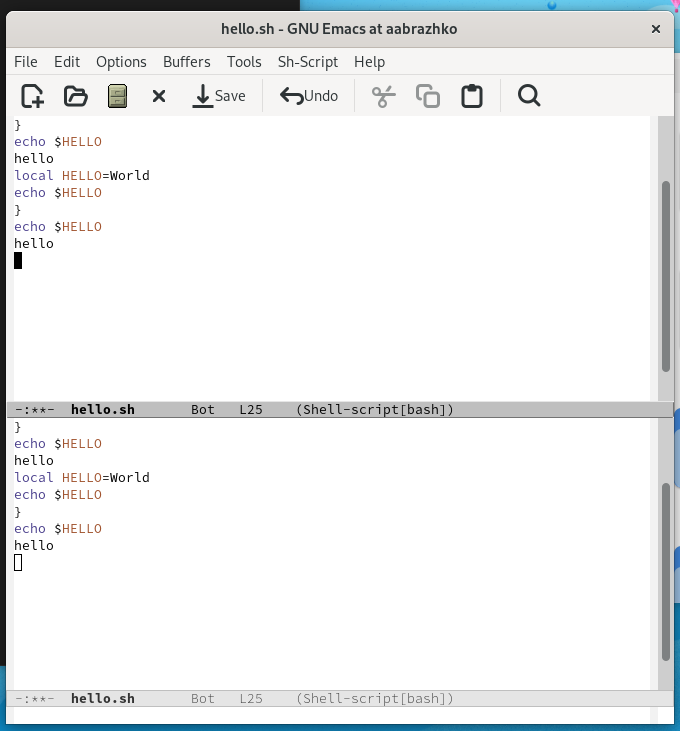 hello.sh - GNU Emacs at aabrazhko
File Edit Options Buffers Tools Sh-Script Help
Save Undo
}
echo $HELLO
hello
local HELLO=World
echo $HELLO
}
echo $HELLO
hello
-:**- hello.sh Bot L25 (Shell-script[bash])
}
echo $HELLO
hello
local HELLO=World
echo $HELLO
}
echo $HELLO
hello
-:**- hello.sh Bot L25 (Shell-script[bash])